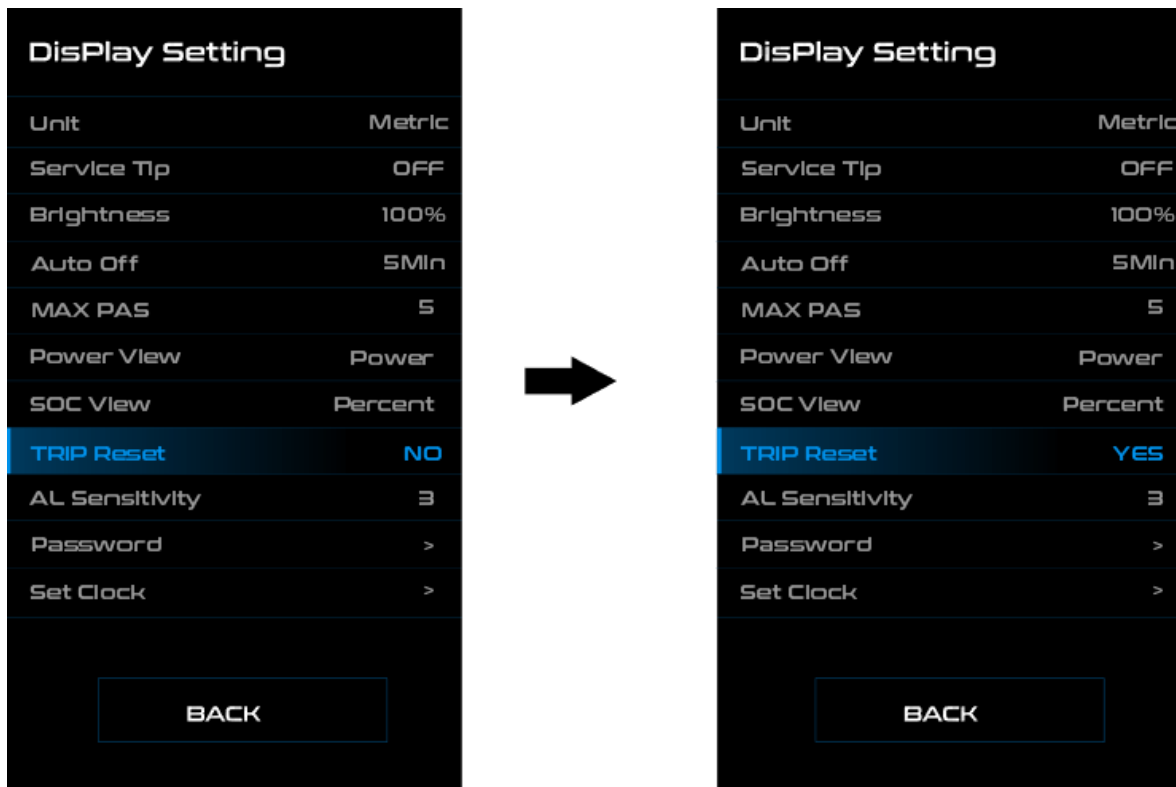 DisPlay Setting
Unit Metric
Service Tip OFF
Brightness 100%
Auto Off 5Min
MAX PAS 5
Power View Power
SOC View Percent
TRIP Reset NO
AL Sensitivity 3
Password >
Set Clock >
BACK
DisPlay Setting
Unit Metric
Service Tip OFF
Brightness 100%
Auto Off 5Min
MAX PAS 5
Power View Power
SOC View Percent
TRIP Reset YES
AL Sensitivity 3
Password >
Set Clock >
BACK